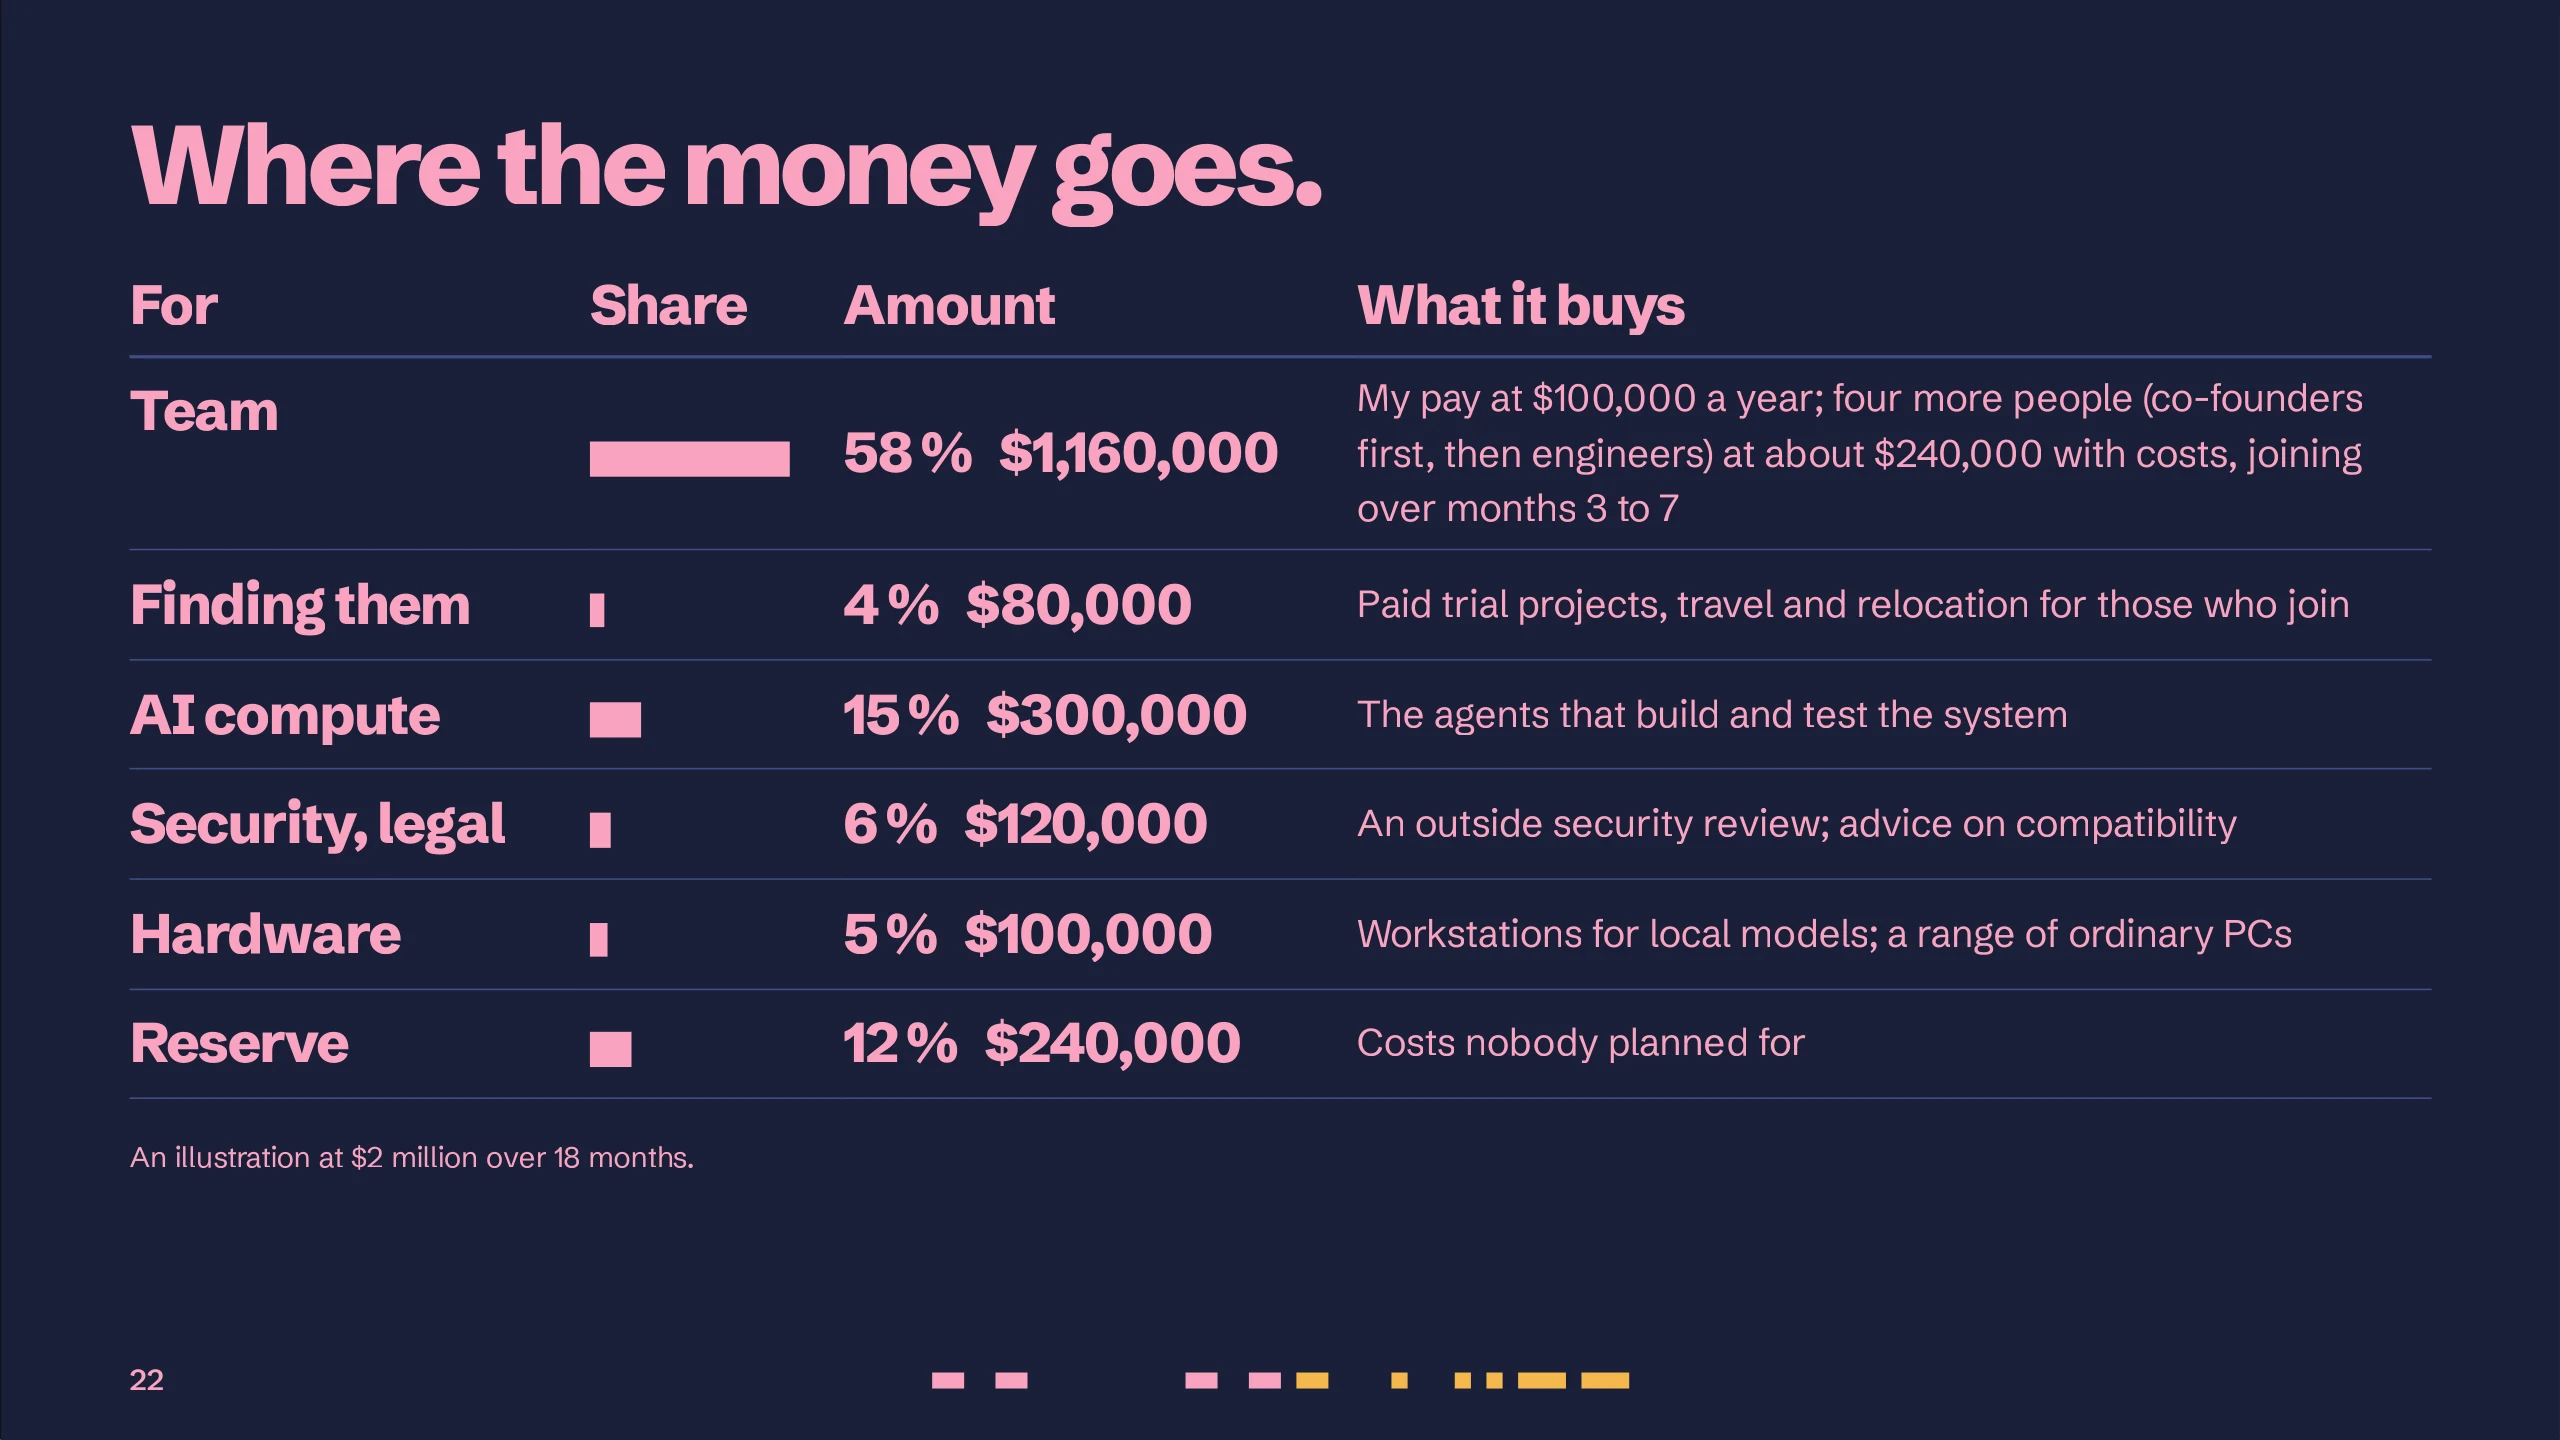 Where the money goes.
For Share Amount What it buys
Team 58 % $1,160,000 My pay at $100,000 a year; four more people (co-founders
first, then engineers) at about $240,000 with costs, joining
over months 3 to 7
Finding them 4 % $80,000 Paid trial projects, travel and relocation for those who join
AI compute 15 % $300,000 The agents that build and test the system
Security, legal 6 % $120,000 An outside security review; advice on compatibility
Hardware 5 % $100,000 Workstations for local models; a range of ordinary PCs
Reserve 12 % $240,000 Costs nobody planned for
An illustration at $2 million over 18 months.
22